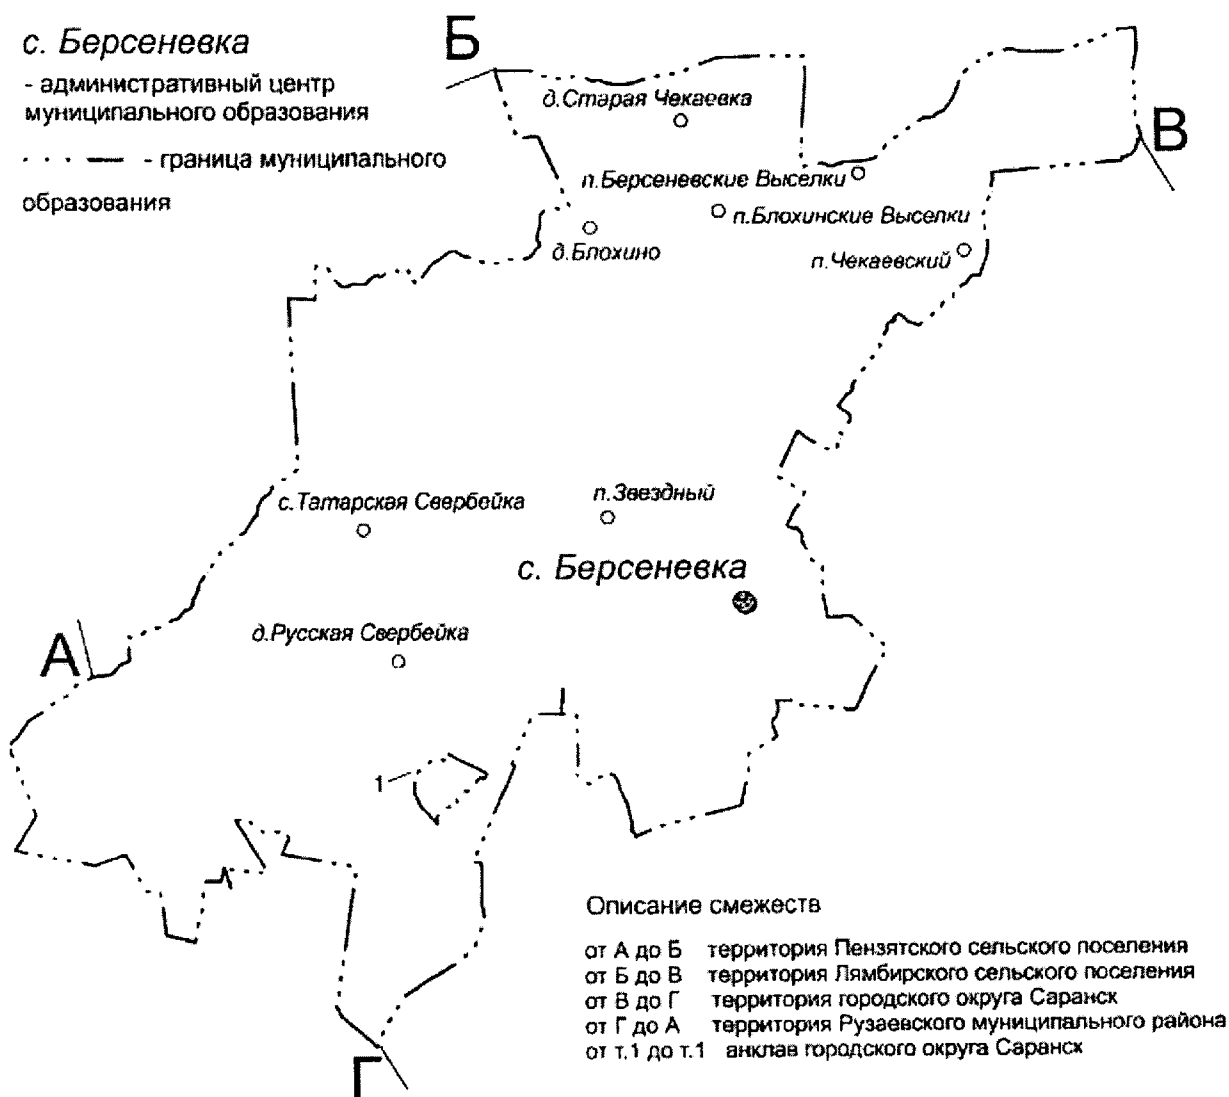 с. Берсеневка
- административный центр
муниципального образования
- граница муниципального
образования
Б
В
д.Старая Чекаевка
п.Берсеневские Выселки
п.Блохинские Выселки
д.Блохино
п.Чекаевский
с.Татарская Свербейка
п.Звездный
с. Берсеневка
А
д.Русская Свербейка
1
Г
Описание смежеств
от А до Б территория Пензятского сельского поселения
от Б до В территория Лямбирского сельского поселения
от В до Г территория городского округа Саранск
от Г до А территория Рузаевского муниципального района
от т.1 до т.1 анклав городского округа Саранск